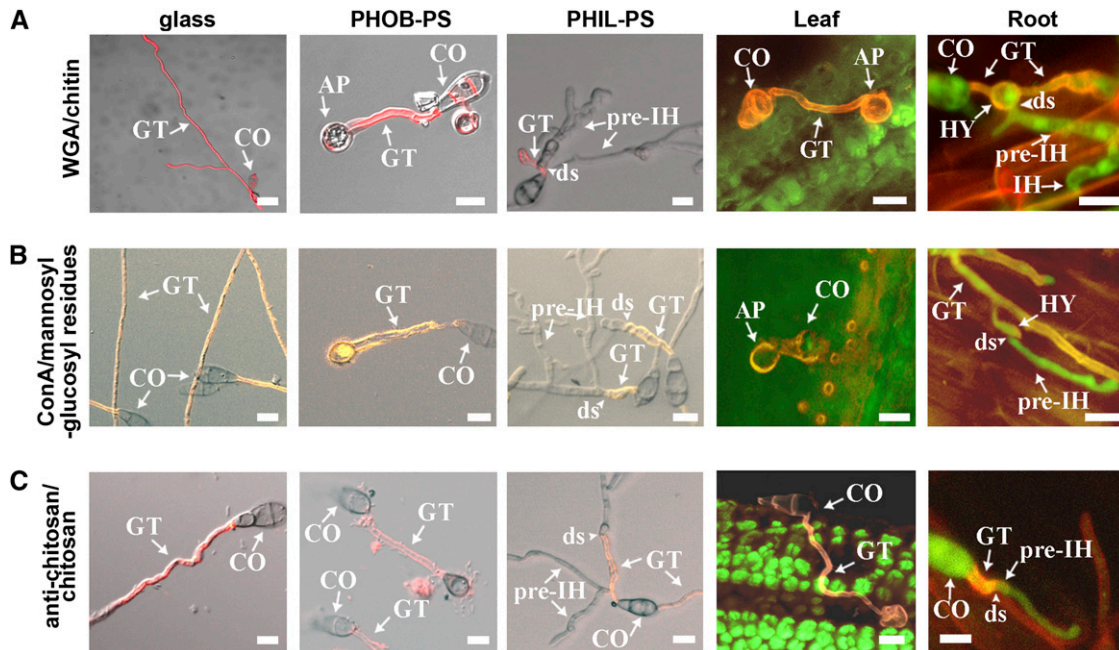 glass PHOB-PS PHIL-PS Leaf Root
A
WGA/chitin
GT
CO
AP
CO
GT
GT
pre-IH
ds
CO
AP
GT
CO
GT
HY
ds
pre-IH
IH
B
ConA/mannosyl
-glucosyl residues
GT
CO
GT
CO
pre-IH
ds
GT
GT
ds
AP
CO
GT
HY
ds
pre-IH
C
anti-chitosan/
chitosan
GT
CO
CO
GT
CO
GT
ds
GT
pre-IH
CO
CO
GT
GT
pre-IH
CO
ds